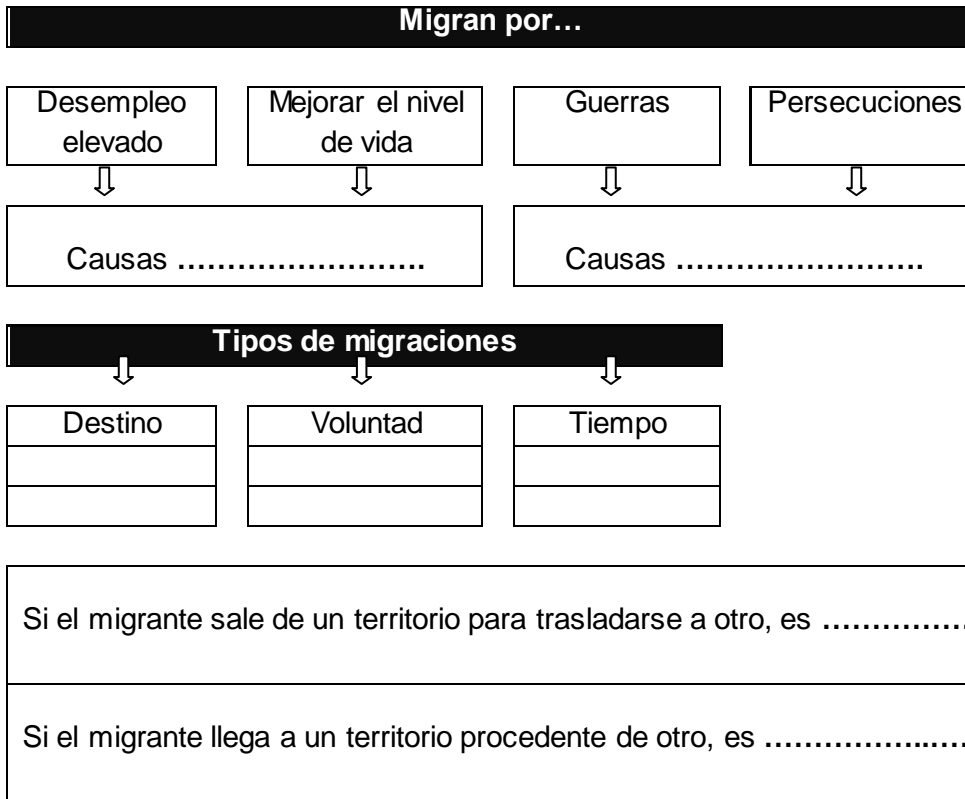 Migran por…
Desempleo
elevado
Mejorar el nivel
de vida
Guerras
Persecuciones
Causas …………………….
Causas …………………….
Tipos de migraciones
Destino
Voluntad
Tiempo
Si el migrante sale de un territorio para trasladarse a otro, es …………….
Si el migrante llega a un territorio procedente de otro, es ……………...….